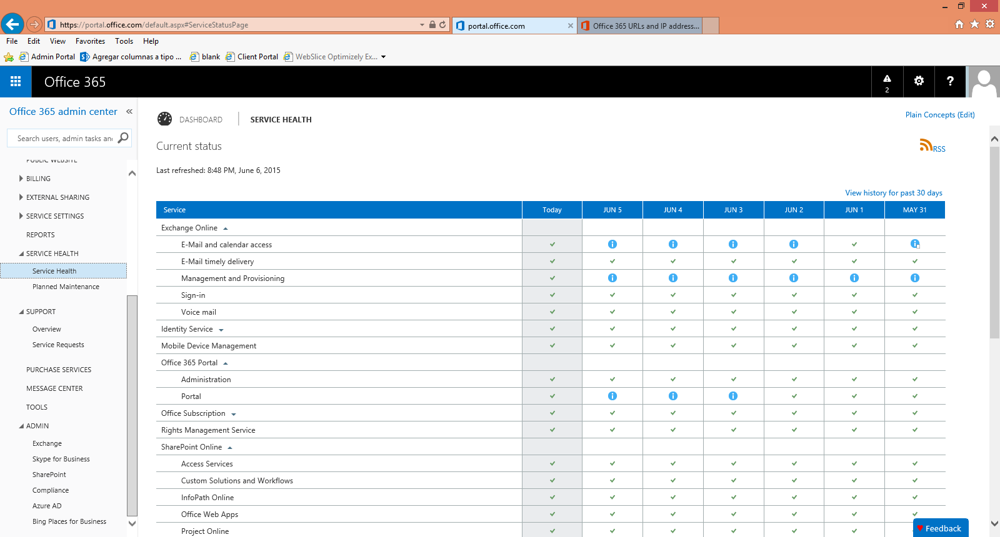 https://portal.office.com/default.aspx#ServiceStatusPage
portal.office.com
Office 365 URLs and IP address...
File Edit View Favorites Tools Help
Admin Portal Agregar columnas a tipo ... blank Client Portal WebSlice Optimizely Ex...
Office 365
2
?
Office 365 admin center
Search users, admin tasks an
PUBLIC WEBSITE
BILLING
EXTERNAL SHARING
SERVICE SETTINGS
REPORTS
SERVICE HEALTH
Service Health
Planned Maintenance
SUPPORT
Overview
Service Requests
PURCHASE SERVICES
MESSAGE CENTER
TOOLS
ADMIN
Exchange
Skype for Business
SharePoint
Compliance
Azure AD
Bing Places for Business
DASHBOARD SERVICE HEALTH
Plain Concepts (Edit)
Current status
RSS
Last refreshed: 8:48 PM, June 6, 2015
View history for past 30 days
Service Today JUN 5 JUN 4 JUN 3 JUN 2 JUN 1 MAY 31
Exchange Online
E-Mail and calendar access
E-Mail timely delivery
Management and Provisioning
Sign-in
Voice mail
Identity Service
Mobile Device Management
Office 365 Portal
Administration
Portal
Office Subscription
Rights Management Service
SharePoint Online
Access Services
Custom Solutions and Workflows
InfoPath Online
Office Web Apps
Project Online
Feedback